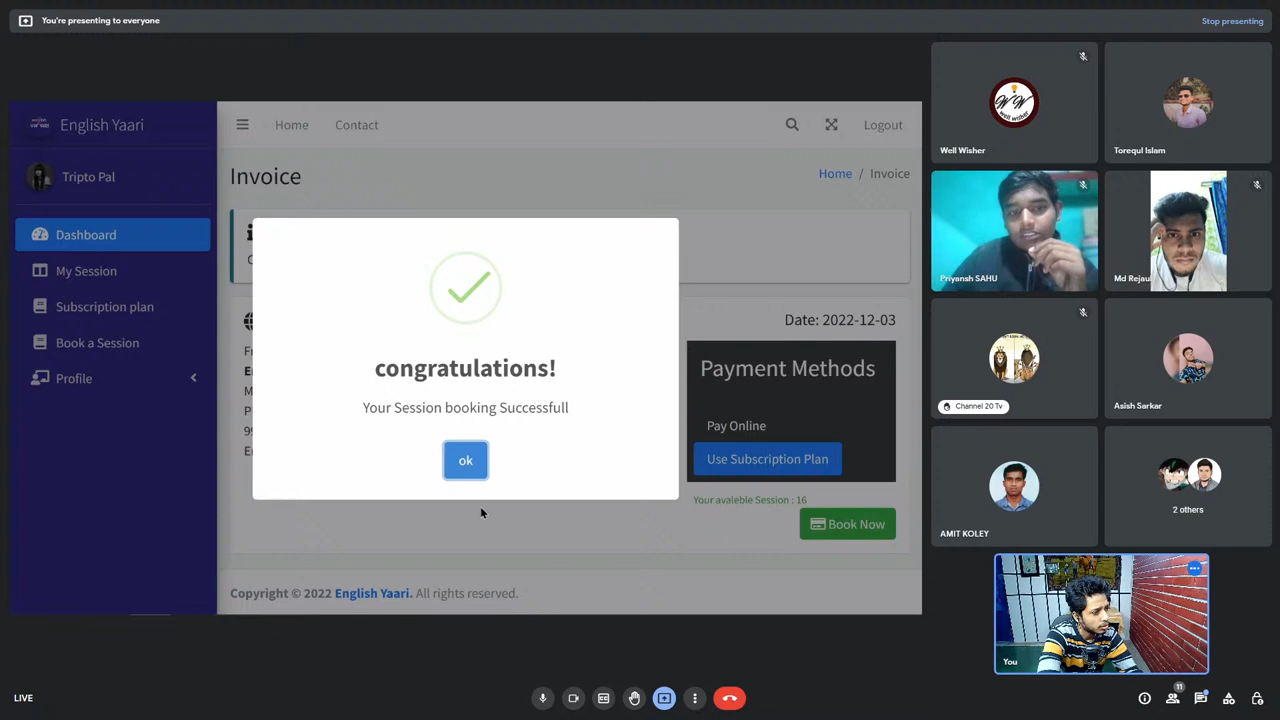 You're presenting to everyone
Stop presenting
English Yaari
Home
Contact
Logout
Tripto Pal
Invoice
Home / Invoice
Dashboard
My Session
Subscription plan
Book a Session
Profile
congratulations!
Your Session booking Successfull
ok
Date: 2022-12-03
Payment Methods
Pay Online
Use Subscription Plan
Your avaleble Session : 16
Book Now
Copyright © 2022 English Yaari. All rights reserved.
Well Wisher
Torequl Islam
Priyansh SAHU
Md Rejaul
Channel 20 Tv
Asish Sarkar
AMIT KOLEY
2 others
You
LIVE
11